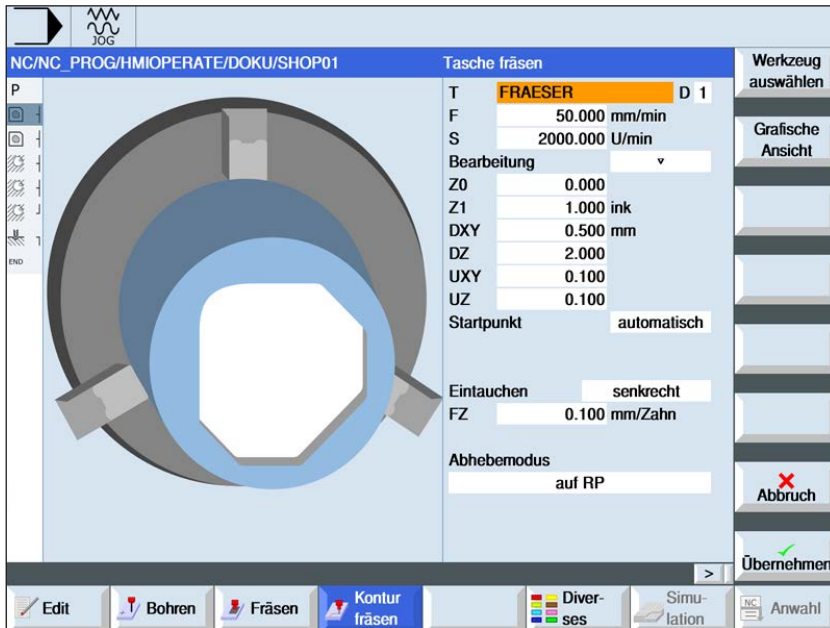 JOG
NC/NC_PROG/HMIOPERATE/DOKU/SHOP01
Tasche fräsen
Werkzeug
auswählen
P
T FRAESER D 1
F 50.000 mm/min
S 2000.000 U/min
Grafische
Ansicht
Bearbeitung ▿
Z0 0.000
Z1 1.000 ink
DXY 0.500 mm
DZ 2.000
UXY 0.100
UZ 0.100
END
Startpunkt automatisch
Eintauchen senkrecht
FZ 0.100 mm/Zahn
Abhebemodus
auf RP
Abbruch
Übernehmen
>
Edit
Bohren
Fräsen
Kontur
fräsen
Diver-
ses
Simu-
lation
NC
Anwahl